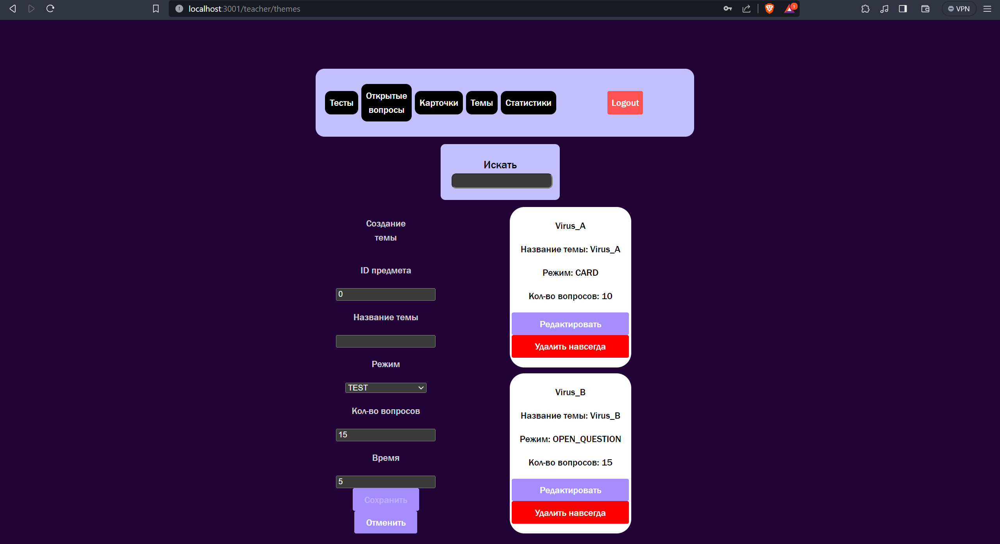 localhost:3001/teacher/themes
1
VPN
Тесты
Открытые
вопросы
Карточки
Темы
Статистики
Logout
Искать
Создание
темы
ID предмета
0
Название темы
Режим
TEST
Кол-во вопросов
15
Время
5
Сохранить
Отменить
Virus_A
Название темы: Virus_A
Режим: CARD
Кол-во вопросов: 10
Редактировать
Удалить навсегда
Virus_B
Название темы: Virus_B
Режим: OPEN_QUESTION
Кол-во вопросов: 15
Редактировать
Удалить навсегда